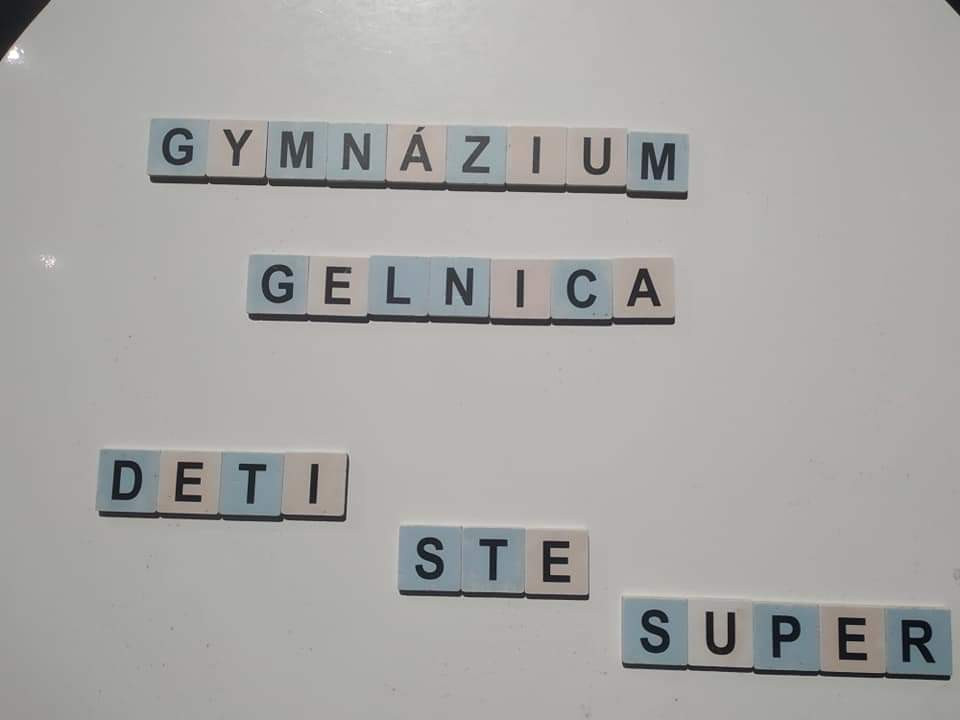 GYMNÁZIUM
GELNICA
DETI
STE
SUPER